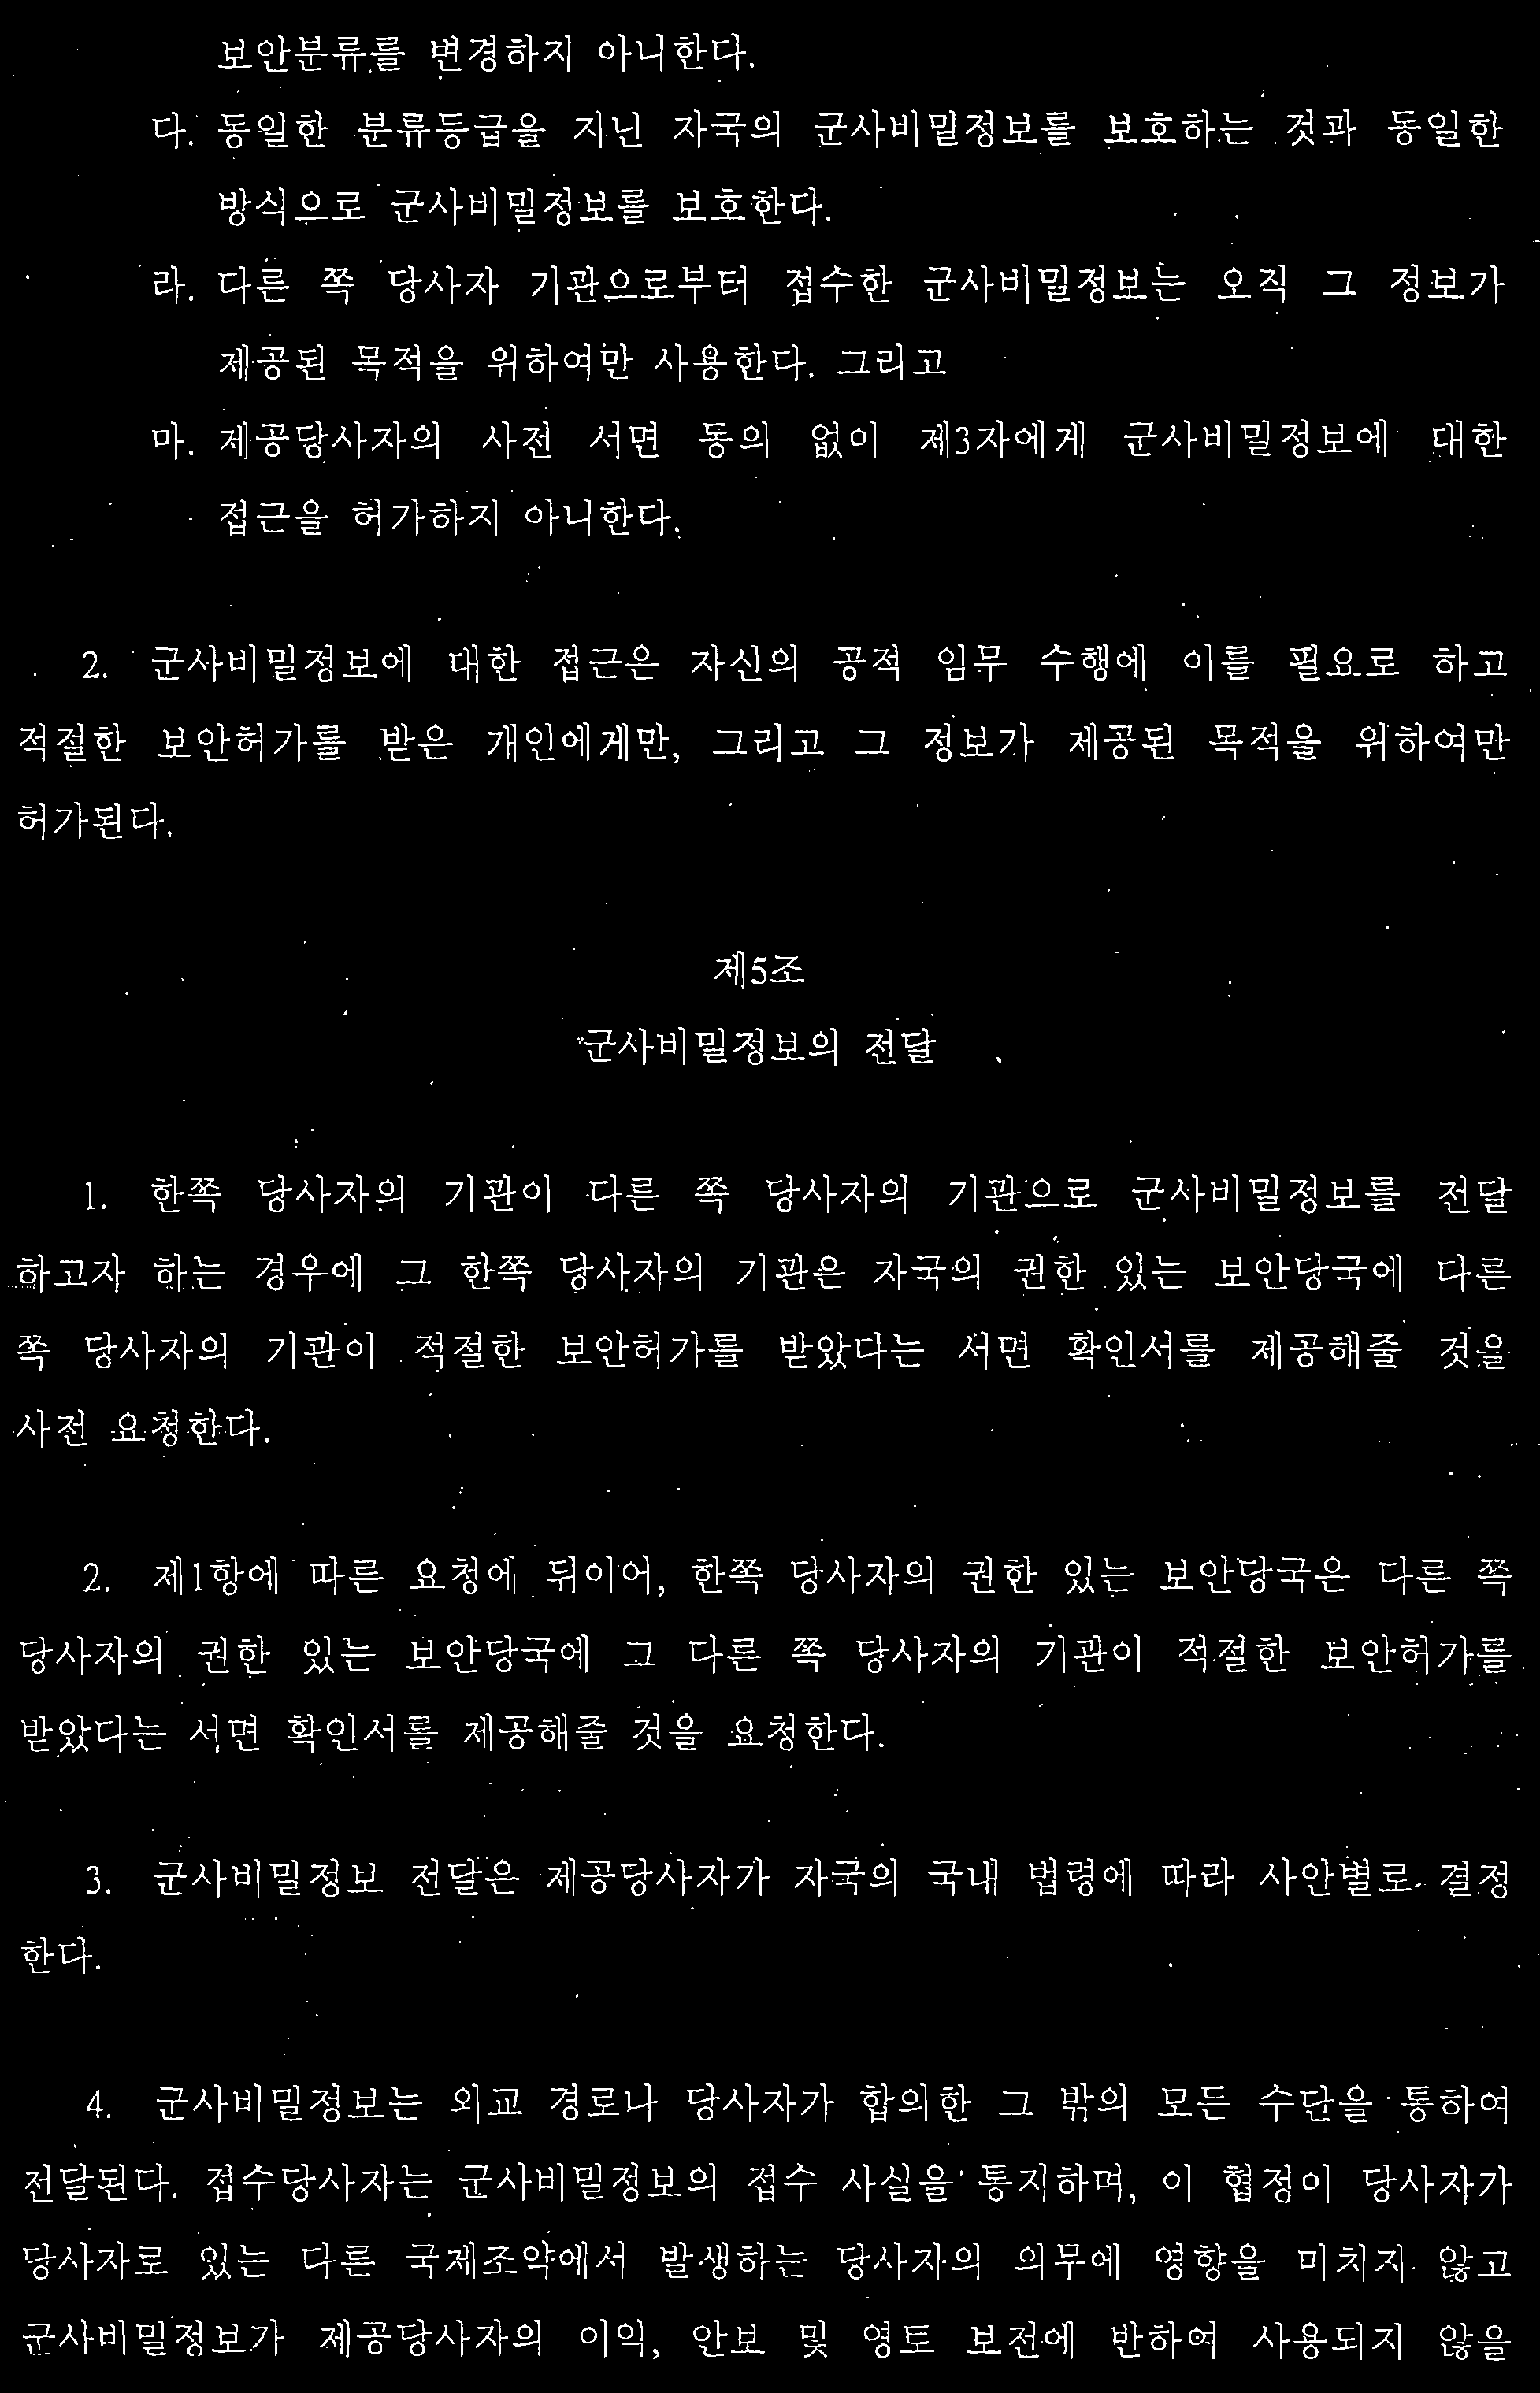 보안분류를 변경하지 아니한다.
다. 동일한 분류등급을 지닌 자국의 군사비밀정보를 보호하는 것과 동일한
방식으로 군사비밀정보를 보호한다.
라. 다른 쪽 당사자 기관으로부터 접수한 군사비밀정보는 오직 그 정보가
제공된 목적을 위하여만 사용한다. 그리고
마. 제공당사자의 사전 서면 동의 없이 제3자에게 군사비밀정보에 대한
접근을 허가하지 아니한다.
2. 군사비밀정보에 대한 접근은 자신의 공적 임무 수행에 이를 필요로 하고
적절한 보안허가를 받은 개인에게만, 그리고 그 정보가 제공된 목적을 위하여만
허가된다.
제5조
군사비밀정보의 전달
1. 한쪽 당사자의 기관이 다른 쪽 당사자의 기관으로 군사비밀정보를 전달
하고자 하는 경우에 그 한쪽 당사자의 기관은 자국의 권한 있는 보안당국에 다른
쪽 당사자의 기관이 적절한 보안허가를 받았다는 서면 확인서를 제공해줄 것을
사전 요청한다.
2. 제1항에 따른 요청에 뒤이어, 한쪽 당사자의 권한 있는 보안당국은 다른 쪽
당사자의 권한 있는 보안당국에 그 다른 쪽 당사자의 기관이 적절한 보안허가를
받았다는 서면 확인서를 제공해줄 것을 요청한다.
3. 군사비밀정보 전달은 제공당사자가 자국의 국내 법령에 따라 사안별로 결정
한다.
4. 군사비밀정보는 외교 경로나 당사자가 합의한 그 밖의 모든 수단을 통하여
전달된다. 접수당사자는 군사비밀정보의 접수 사실을 통지하며, 이 협정이 당사자가
당사자로 있는 다른 국제조약에서 발생하는 당사자의 의무에 영향을 미치지 않고
군사비밀정보가 제공당사자의 이익, 안보 및 영토 보전에 반하여 사용되지 않을